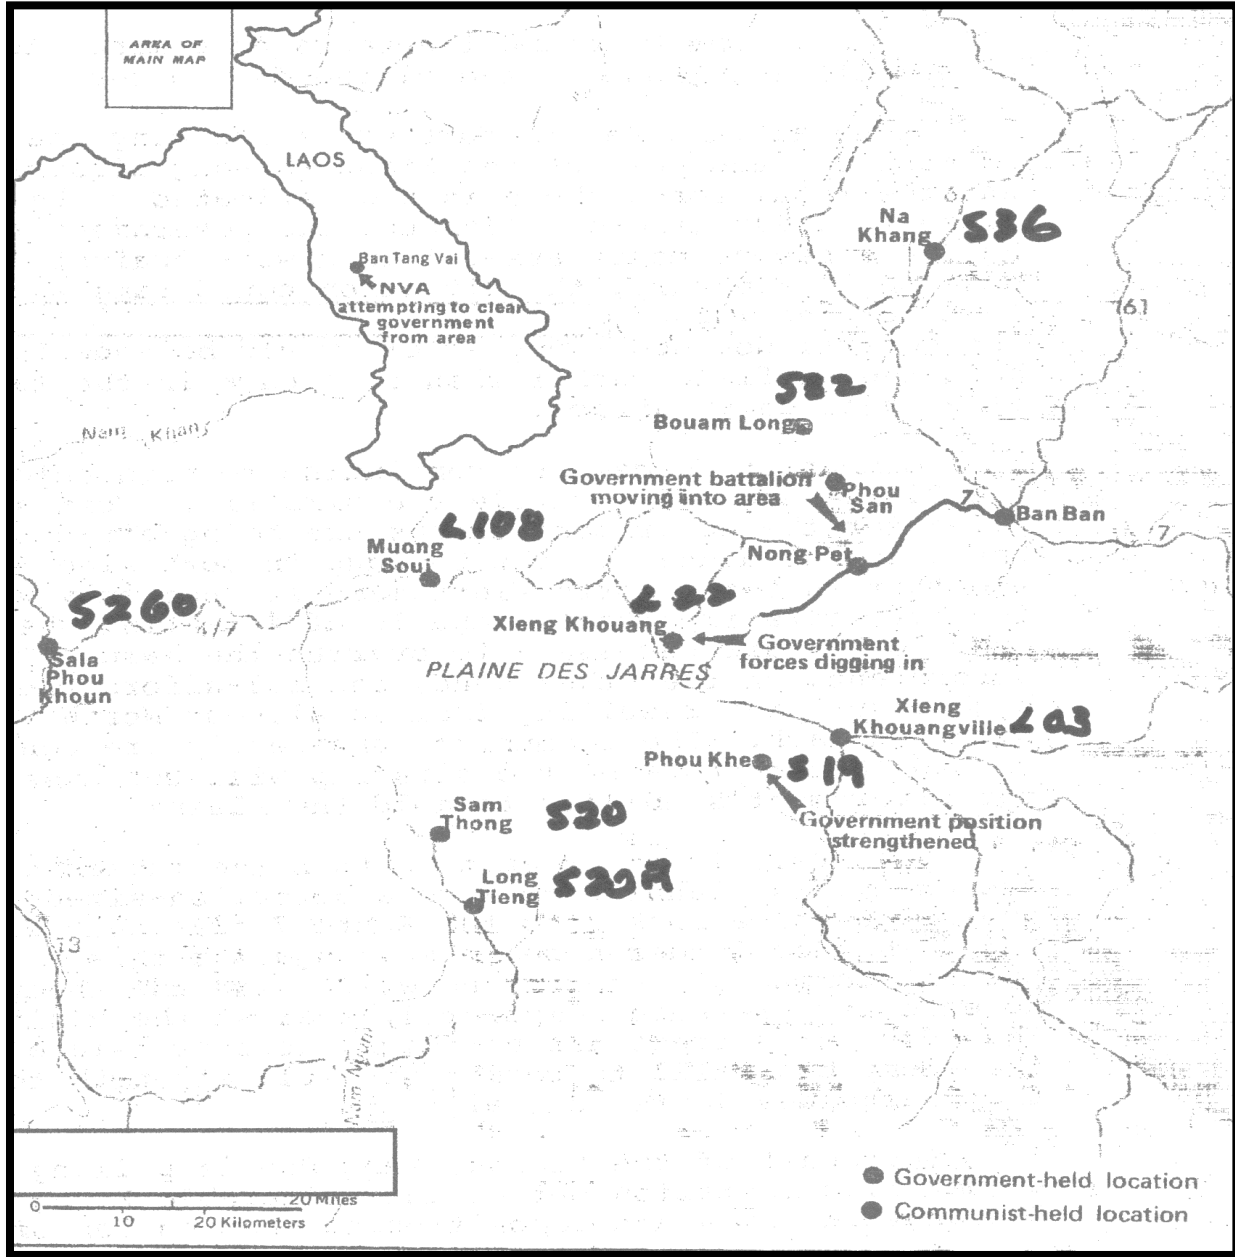 AREA OF
MAIN MAP
LAOS
Ban Tang Vai
NVA
attempting to clear
government
from area
Na
Khang
S36
61
S32
Bouam Long
Nam Khan
Government battalion
moving into area
Phou
San
7
Ban Ban
7
L108
Muong
Soui
Nong Pet
S260
Sala
Phou
Khoun
L22
Xieng Khouang
Government
forces digging in
PLAINE DES JARRES
Xieng
Khouangville
L03
Phou Khe
S19
Government position
strengthened
Sam
Thong
S20
Long
Tieng
S20A
13
Nam
0
20 Miles
10
20 Kilometers
Government-held location
Communist-held location